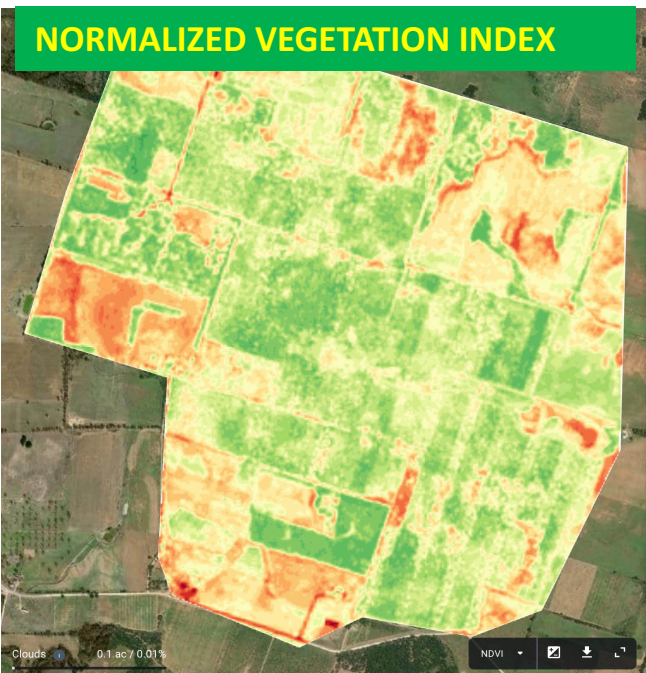 NORMALIZED VEGETATION INDEX
Clouds 0.1 ac / 0.01%
NDVI